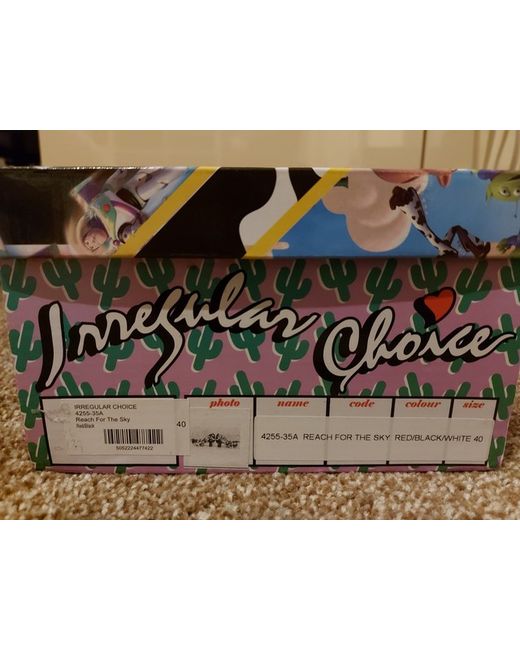 Irregular Choice
IRREGULAR CHOICE
4255-35A
Reach For The Sky
Red/Black
40
5052224477422
photo name code colour size
4255-35A REACH FOR THE SKY RED/BLACK/WHITE 40